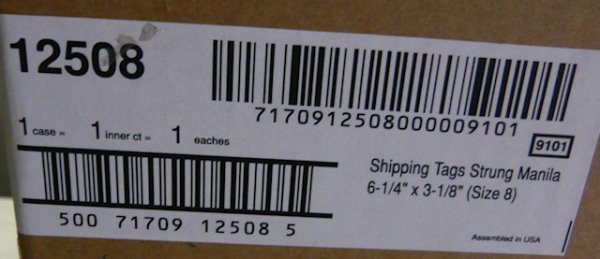 12508
7170912508000009101
9101
1 case = 1 inner ct = 1 eaches
Shipping Tags Strung Manila
6-1/4" x 3-1/8" (Size 8)
500 71709 12508 5
Assembled in USA